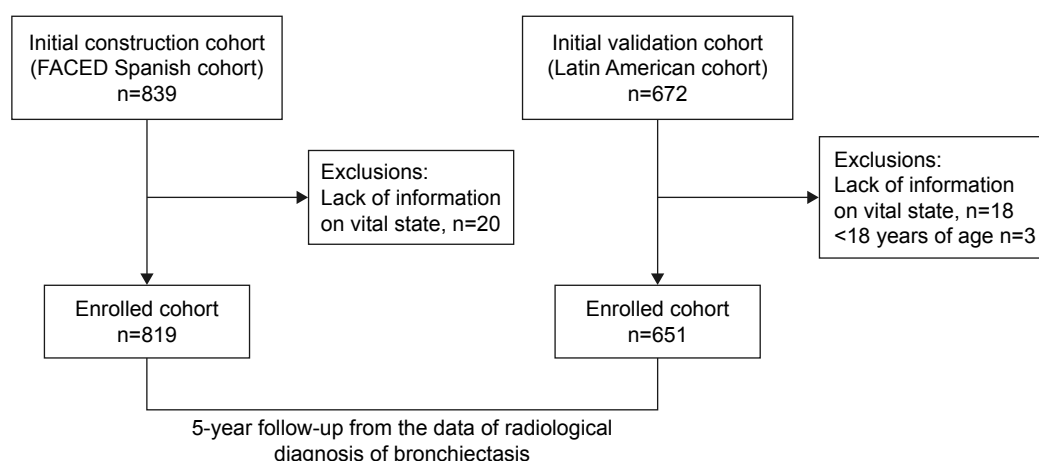 Initial construction cohort
(FACED Spanish cohort)
n=839
Initial validation cohort
(Latin American cohort)
n=672
Exclusions:
Lack of information
on vital state, n=20
Exclusions:
Lack of information
on vital state, n=18
<18 years of age n=3
Enrolled cohort
n=819
Enrolled cohort
n=651
5-year follow-up from the data of radiological
diagnosis of bronchiectasis